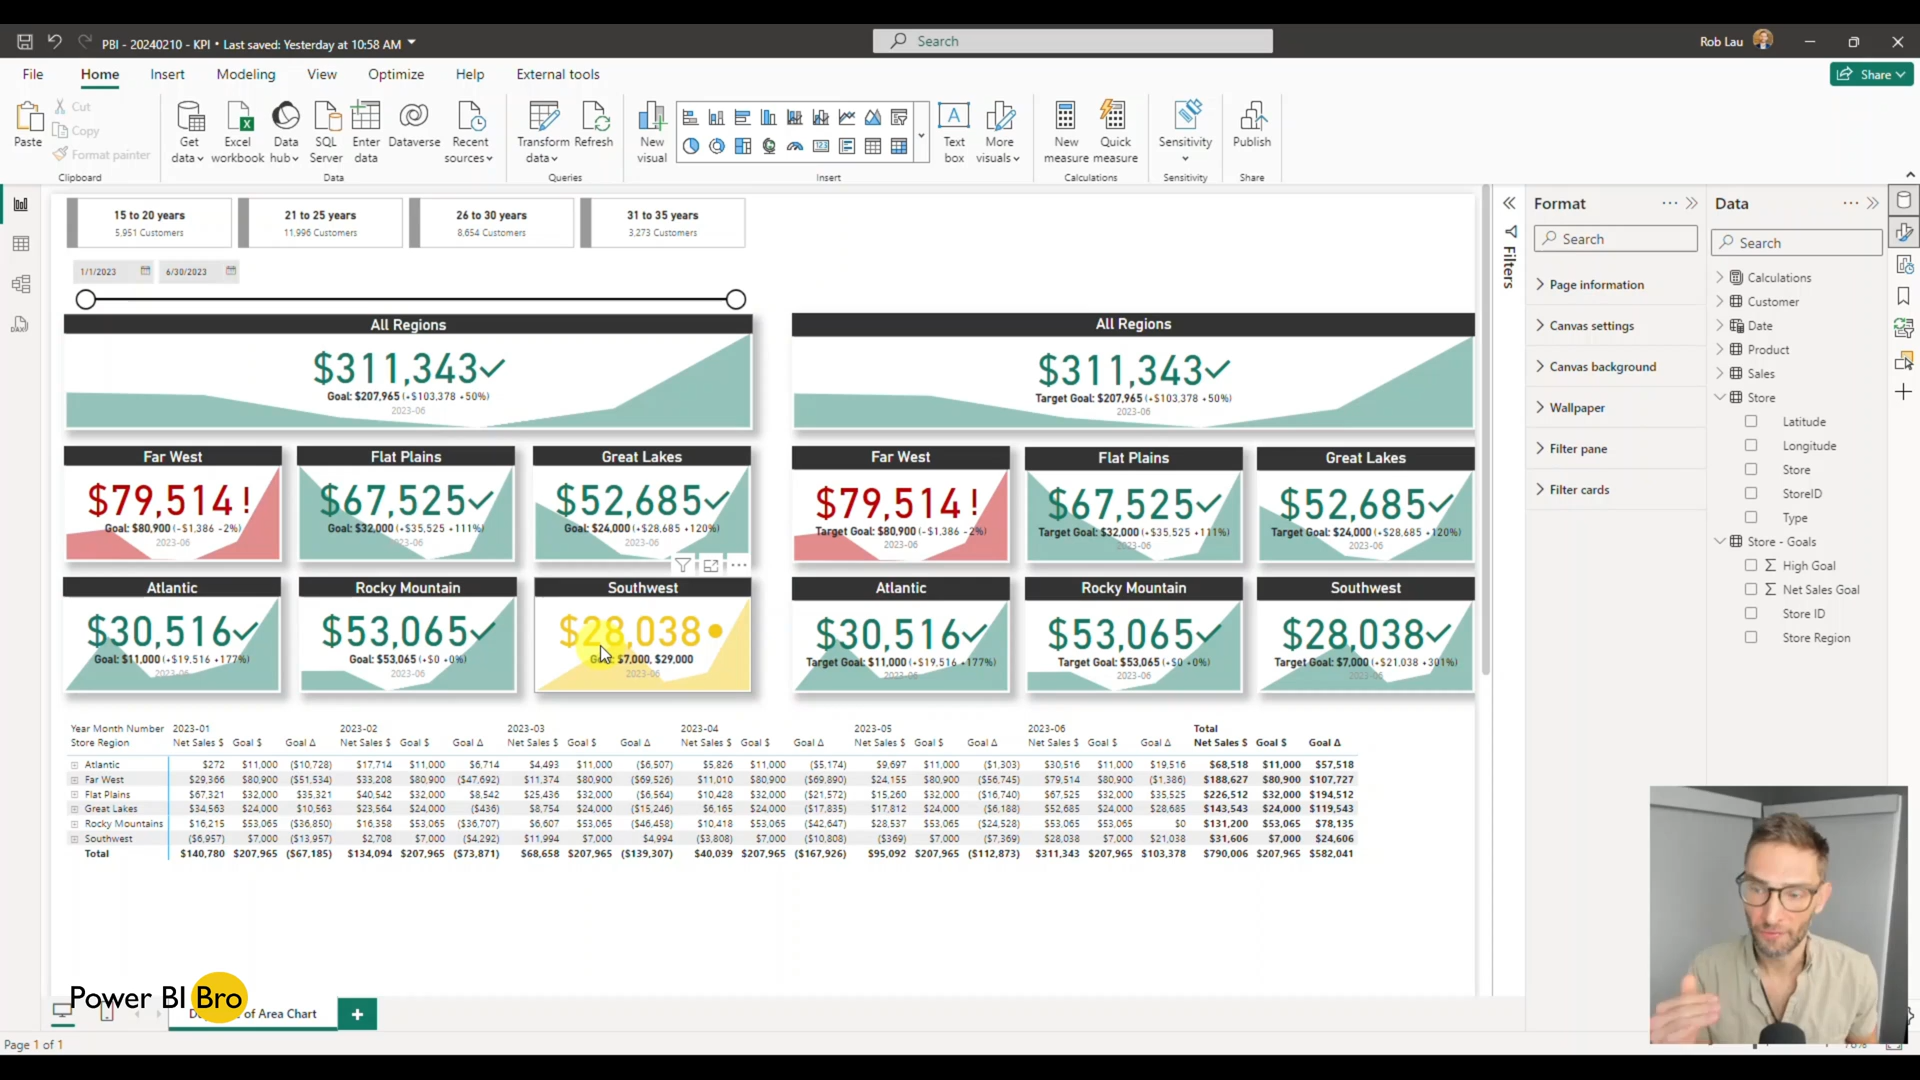 PBI - 20240210 - KPI • Last saved: Yesterday at 10:58 AM
Search
Rob Lau
File
Home
Insert
Modeling
View
Optimize
Help
External tools
Share
Paste
Cut
Copy
Format painter
Clipboard
Get data
Excel workbook
Data hub
SQL Server
Enter data
Dataverse
Recent sources
Data
Transform data
Refresh
Queries
New visual
Text box
More visuals
Insert
New measure
Quick measure
Calculations
Sensitivity
Sensitivity
Publish
Share
15 to 20 years
5,951 Customers
21 to 25 years
11,996 Customers
26 to 30 years
8,654 Customers
31 to 35 years
3,273 Customers
1/1/2023
6/30/2023
All Regions
$311,343
Goal: $207,965 (+$103,378 +50%)
2023-06
All Regions
$311,343
Target Goal: $207,965 (+$103,378 +50%)
2023-06
Far West
$79,514!
Goal: $80,900 (-$1,386 -2%)
2023-06
Flat Plains
$67,525
Goal: $32,000 (+$35,525 +111%)
Great Lakes
$52,685
Goal: $24,000 (+$28,685 +120%)
2023-06
Far West
$79,514!
Target Goal: $80,900 (-$1,386 -2%)
2023-06
Flat Plains
$67,525
Target Goal: $32,000 (+$35,525 +111%)
2023-06
Great Lakes
$52,685
Target Goal: $24,000 (+$28,685 +120%)
2023-06
Atlantic
$30,516
Goal: $11,000 (+$19,516 +177%)
2023-06
Rocky Mountain
$53,065
Goal: $53,065 (+$0 +0%)
2023-06
Southwest
$28,038
$7,000, $29,000
2023-06
Atlantic
$30,516
Target Goal: $11,000 (+$19,516 +177%)
2023-06
Rocky Mountain
$53,065
Target Goal: $53,065 (+$0 +0%)
2023-06
Southwest
$28,038
Target Goal: $7,000 (+$21,038 +301%)
2023-06
Year Month Number 2023-01 2023-02 2023-03 2023-04 2023-05 2023-06 Total
Store Region Net Sales $ Goal $ Goal Δ Net Sales $ Goal $ Goal Δ Net Sales $ Goal $ Goal Δ Net Sales $ Goal $ Goal Δ Net Sales $ Goal $ Goal Δ Net Sales $ Goal $ Goal Δ Net Sales $ Goal $ Goal Δ
Atlantic $272 $11,000 ($10,728) $17,714 $11,000 $6,714 $4,493 $11,000 ($6,507) $5,826 $11,000 ($5,174) $9,697 $11,000 ($1,303) $30,516 $11,000 $19,516 $68,518 $11,000 $57,518
Far West $29,366 $80,900 ($51,534) $33,208 $80,900 ($47,692) $11,374 $80,900 ($69,526) $11,010 $80,900 ($69,890) $24,155 $80,900 ($56,745) $79,514 $80,900 ($1,386) $188,627 $80,900 $107,727
Flat Plains $67,321 $32,000 $35,321 $40,542 $32,000 $8,542 $25,436 $32,000 ($6,564) $10,428 $32,000 ($21,572) $15,260 $32,000 ($16,740) $67,525 $32,000 $35,525 $226,512 $32,000 $194,512
Great Lakes $34,563 $24,000 $10,563 $23,564 $24,000 ($436) $8,754 $24,000 ($15,246) $6,165 $24,000 ($17,835) $17,812 $24,000 ($6,188) $52,685 $24,000 $28,685 $143,543 $24,000 $119,543
Rocky Mountains $16,215 $53,065 ($36,850) $16,358 $53,065 ($36,707) $6,607 $53,065 ($46,458) $10,418 $53,065 ($42,647) $28,537 $53,065 ($24,528) $53,065 $53,065 $0 $131,200 $53,065 $78,135
Southwest ($6,957) $7,000 ($13,957) $2,708 $7,000 ($4,292) $11,994 $7,000 $4,994 ($3,808) $7,000 ($10,808) ($369) $7,000 ($7,369) $28,038 $7,000 $21,038 $31,606 $7,000 $24,606
Total $140,780 $207,965 ($67,185) $134,094 $207,965 ($73,871) $68,658 $207,965 ($139,307) $40,039 $207,965 ($167,926) $95,092 $207,965 ($112,873) $311,343 $207,965 $103,378 $790,006 $207,965 $582,041
Filters
Format
Search
Page information
Canvas settings
Canvas background
Wallpaper
Filter pane
Filter cards
Data
Search
Calculations
Customer
Date
Product
Sales
Store
Latitude
Longitude
Store
StoreID
Type
Store - Goals
High Goal
Net Sales Goal
Store ID
Store Region
Power BI Bro
of Area Chart
Page 1 of 1